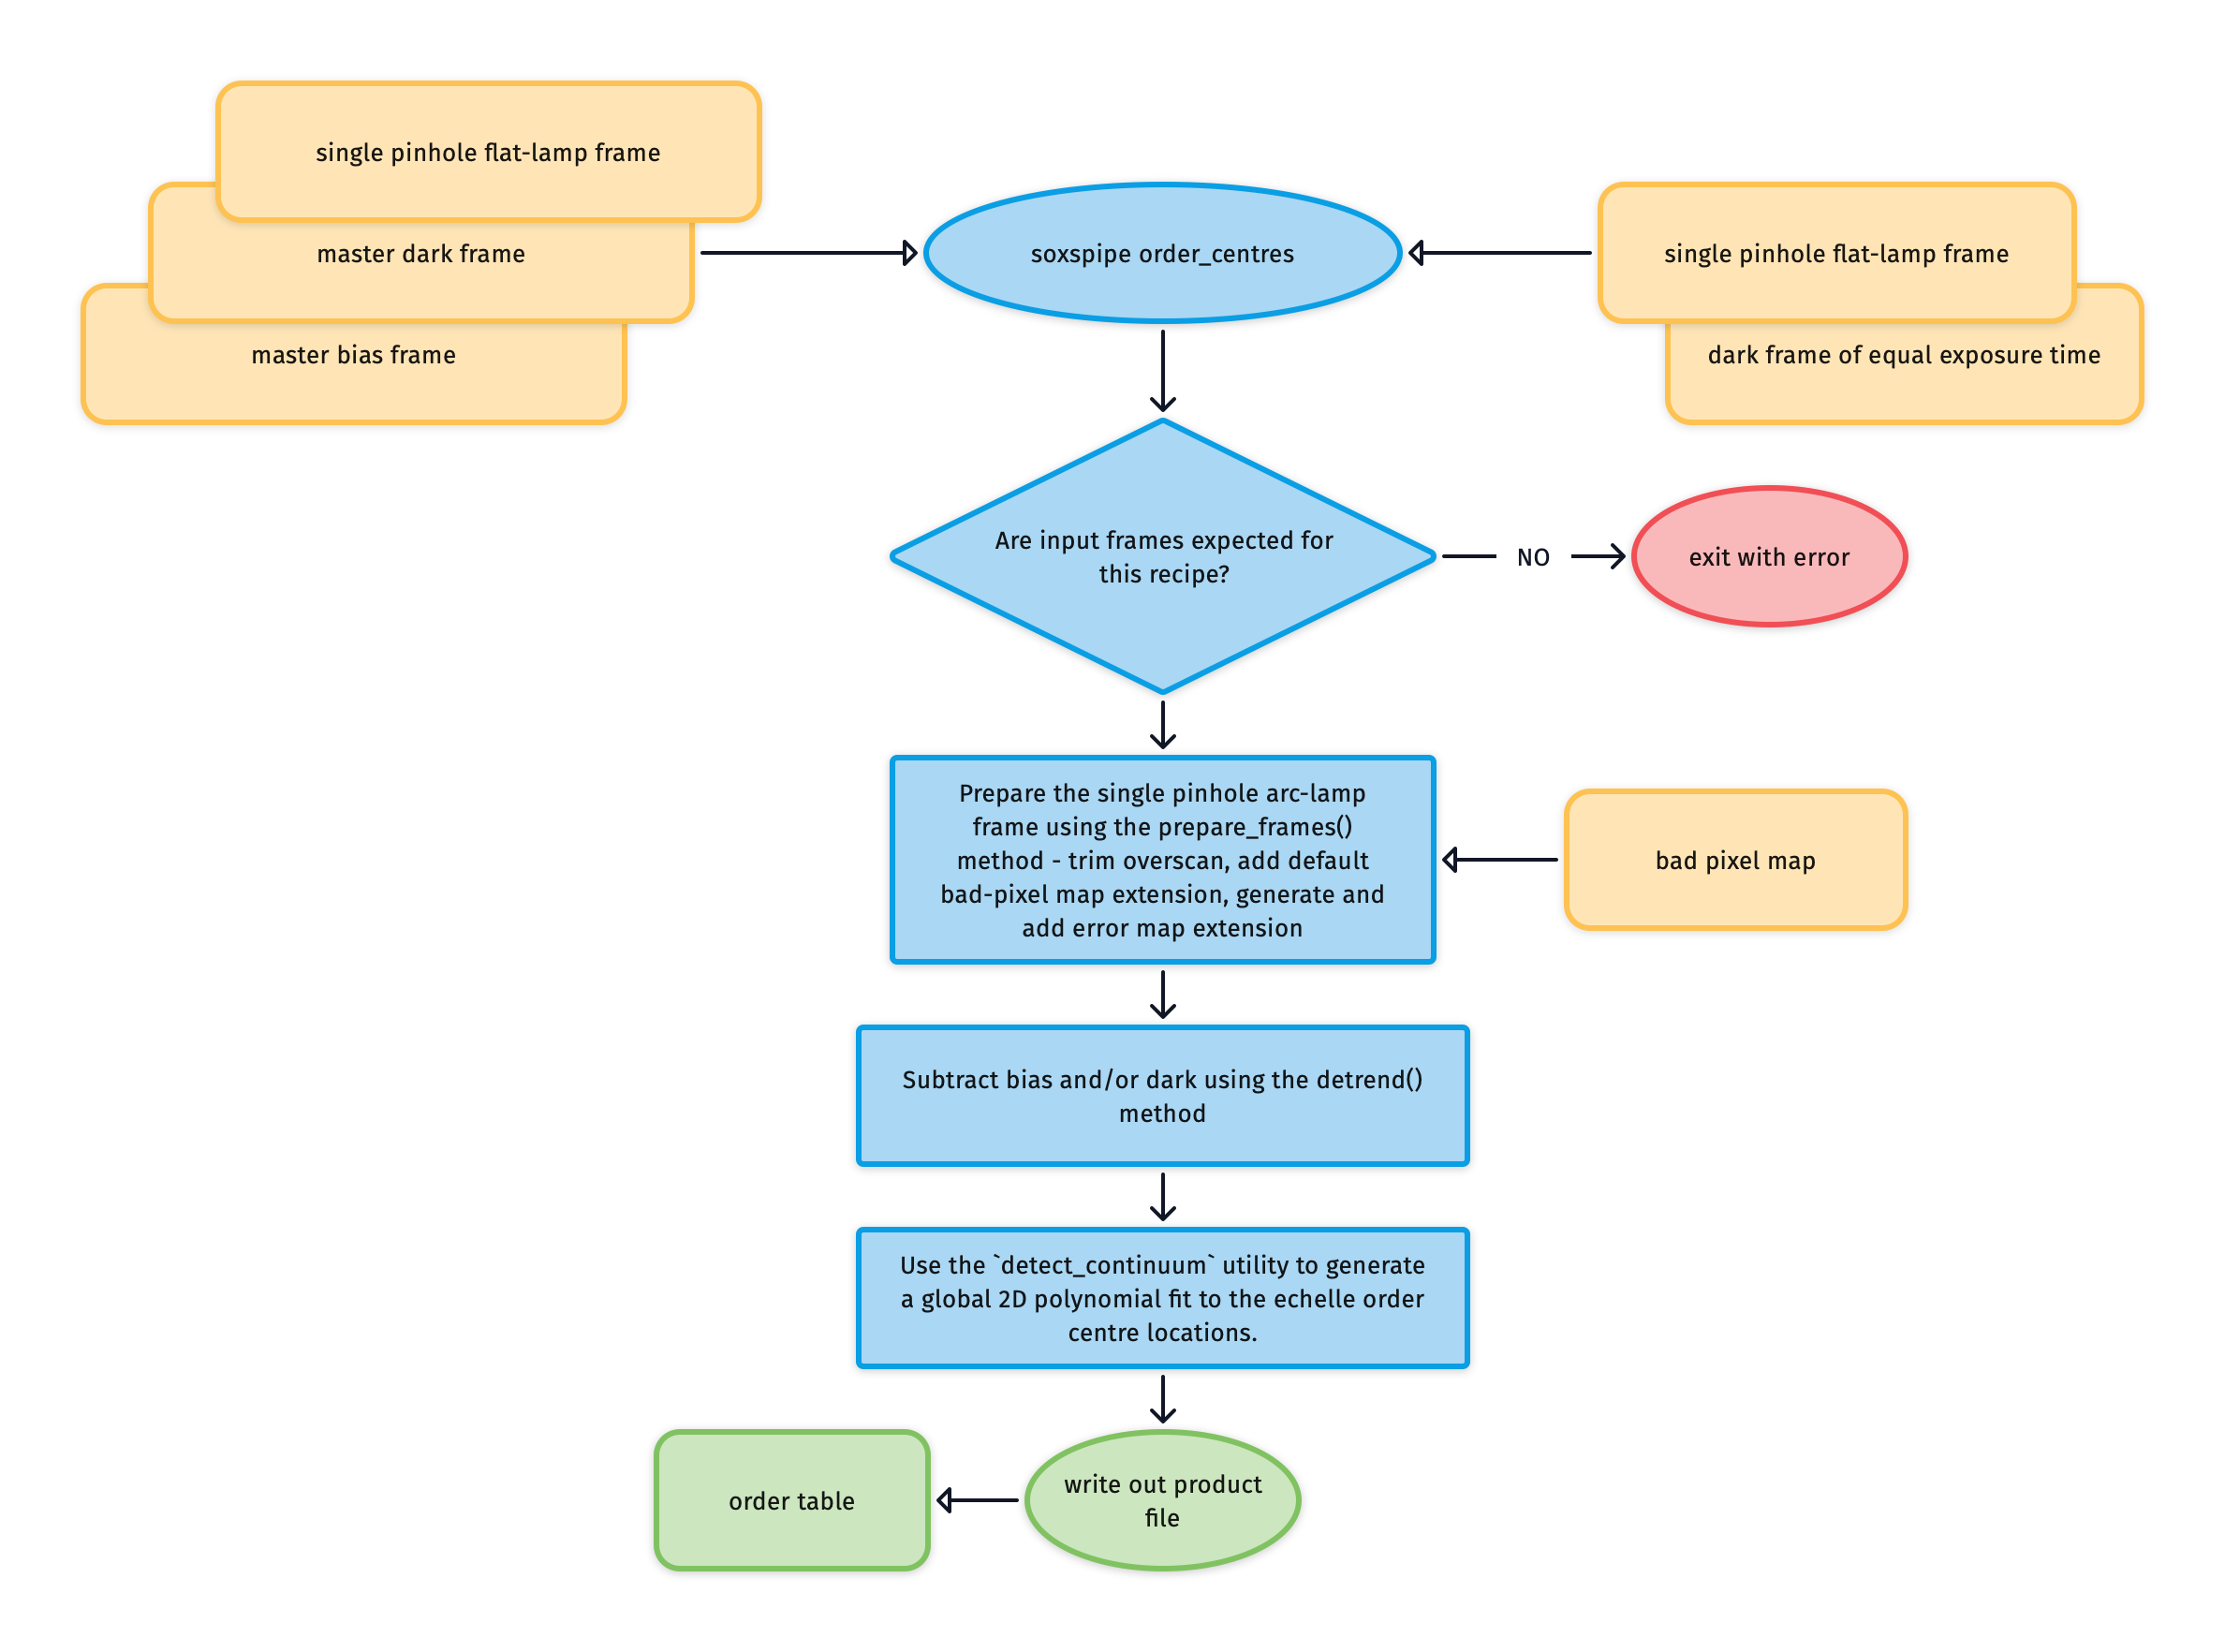 single pinhole flat-lamp frame
master dark frame
master bias frame
soxspipe order_centres
single pinhole flat-lamp frame
dark frame of equal exposure time
Are input frames expected for
this recipe?
NO
exit with error
Prepare the single pinhole arc-lamp
frame using the prepare_frames()
method - trim overscan, add default
bad-pixel map extension, generate and
add error map extension
bad pixel map
Subtract bias and/or dark using the detrend()
method
Use the `detect_continuum` utility to generate
a global 2D polynomial fit to the echelle order
centre locations.
order table
write out product
file